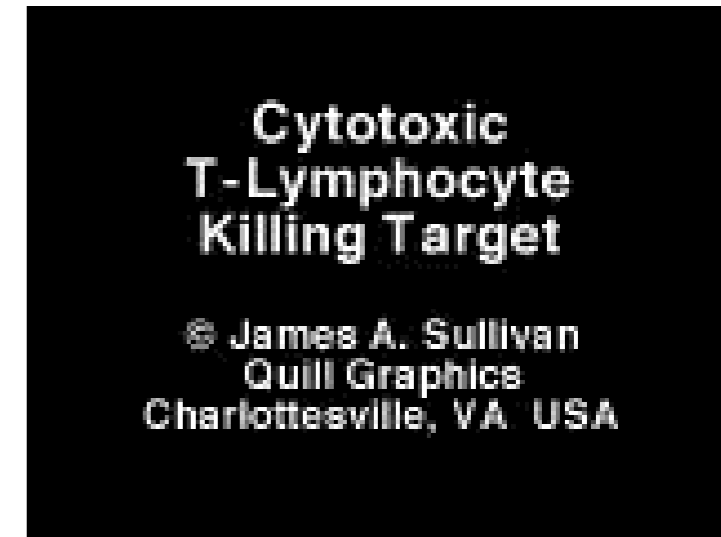 Cytotoxic
T-Lymphocyte
Killing Target
© James A. Sullivan
Quill Graphics
Charlottesville, VA USA